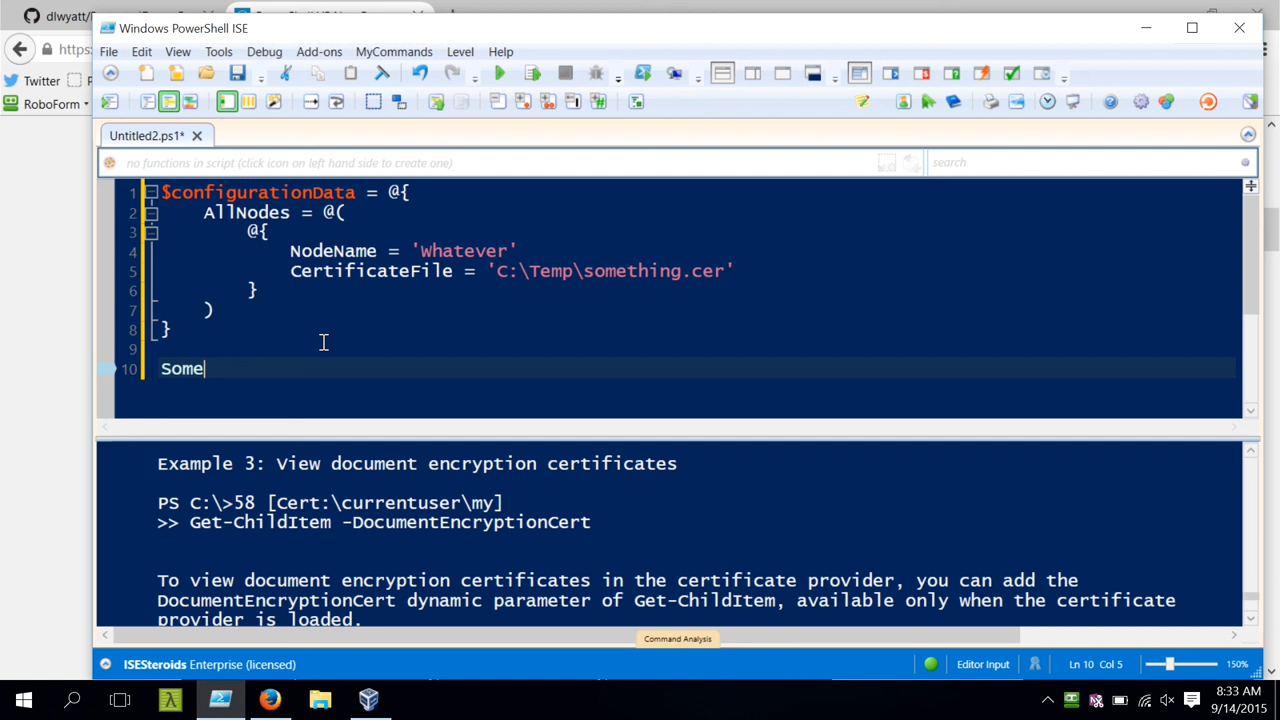 dlwyatt
https:
Twitter
RoboForm
Windows PowerShell ISE
File Edit View Tools Debug Add-ons MyCommands Level Help
Untitled2.ps1*
no functions in script (click icon on left hand side to create one)
search
1 $configurationData = @{
2 AllNodes = @(
3 @{
4 NodeName = 'Whatever'
5 CertificateFile = 'C:\Temp\something.cer'
6 }
7 )
8 }
9
10 Some
Example 3: View document encryption certificates
PS C:\>58 [Cert:\currentuser\my]
>> Get-ChildItem -DocumentEncryptionCert
To view document encryption certificates in the certificate provider, you can add the
DocumentEncryptionCert dynamic parameter of Get-ChildItem, available only when the certificate
provider is loaded.
Command Analysis
ISESteroids Enterprise (licensed)
Editor Input
Ln 10 Col 5
150%
8:33 AM
9/14/2015